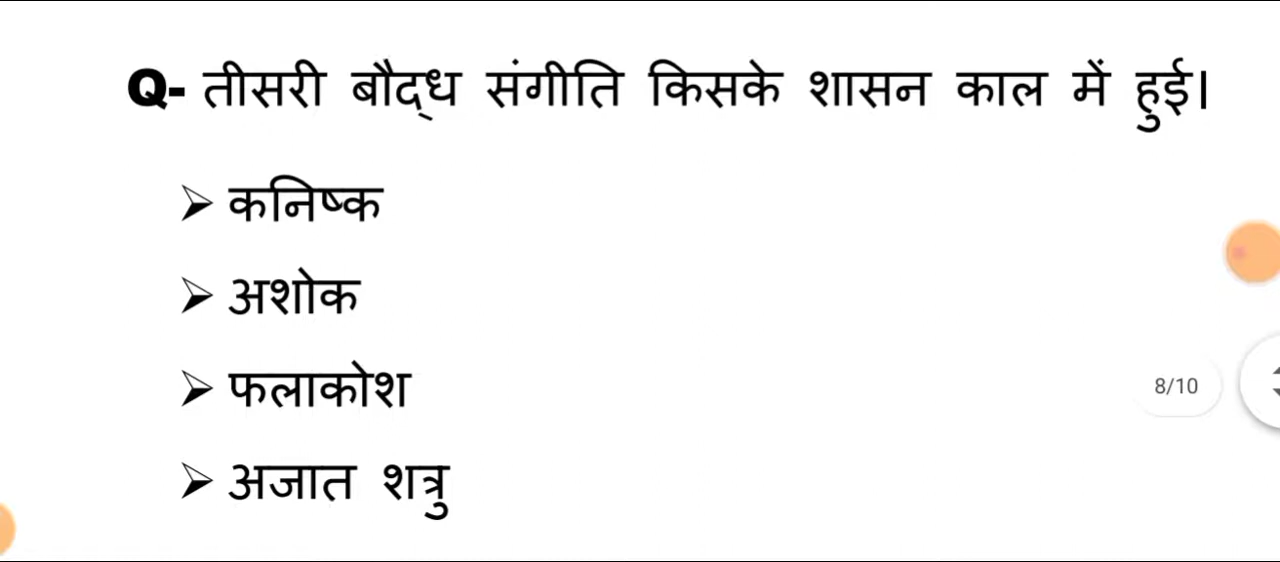 Q- तीसरी बौद्ध संगीति किसके शासन काल में हुई।
➢ कनिष्क
➢ अशोक
➢ फलाकोश
8/10
➢ अजात शत्रु